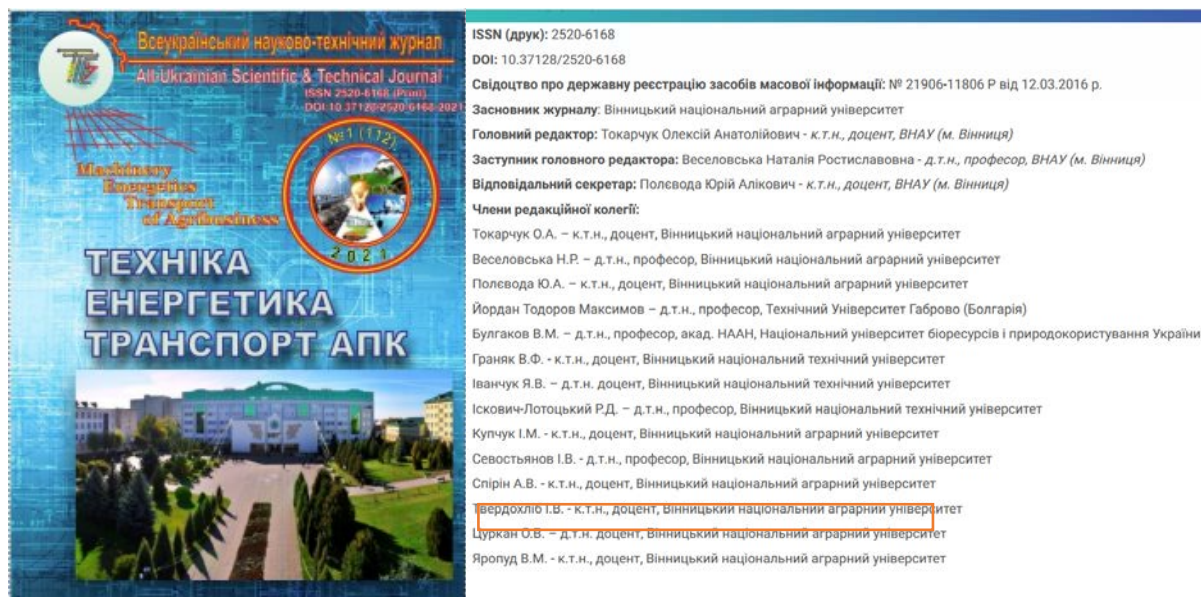 Всеукраїнський науково-технічний журнал
All-Ukrainian Scientific & Technical Journal
ISSN 2520-6168 (Print)
DOI:10.37128/2520-6168-2021
№1 (112),
2021
Machinery
Energetics
Transport
of Agribusiness
ТЕХНІКА
ЕНЕРГЕТИКА
ТРАНСПОРТ АПК
ISSN (друк): 2520-6168
DOI: 10.37128/2520-6168
Свідоцтво про державну реєстрацію засобів масової інформації: № 21906-11806 Р від 12.03.2016 р.
Засновник журналу: Вінницький національний аграрний університет
Головний редактор: Токарчук Олексій Анатолійович - к.т.н., доцент, ВНАУ (м. Вінниця)
Заступник головного редактора: Веселовська Наталія Ростиславовна - д.т.н., професор, ВНАУ (м. Вінниця)
Відповідальний секретар: Полєвода Юрій Алікович - к.т.н., доцент, ВНАУ (м. Вінниця)
Члени редакційної колегії:
Токарчук О.А. – к.т.н., доцент, Вінницький національний аграрний університет
Веселовська Н.Р. – д.т.н., професор, Вінницький національний аграрний університет
Полєвода Ю.А. – к.т.н., доцент, Вінницький національний аграрний університет
Йордан Тодоров Максимов – д.т.н., професор, Технічний Університет Габрово (Болгарія)
Булгаков В.М. – д.т.н., професор, акад. НААН, Національний університет біоресурсів і природокористування України
Граняк В.Ф. - к.т.н., доцент, Вінницький національний технічний університет
Іванчук Я.В. – д.т.н. доцент, Вінницький національний технічний університет
Іскович-Лотоцький Р.Д. – д.т.н., професор, Вінницький національний технічний університет
Купчук І.М. - к.т.н., доцент, Вінницький національний аграрний університет
Севостьянов І.В. - д.т.н., професор, Вінницький національний аграрний університет
Спірін А.В. - к.т.н., доцент, Вінницький національний аграрний університет
Твердохліб І.В. - к.т.н., доцент, Вінницький національний аграрний університет
Цуркан О.В. – д.т.н. доцент, Вінницький національний аграрний університет
Яропуд В.М. - к.т.н., доцент, Вінницький національний аграрний університет